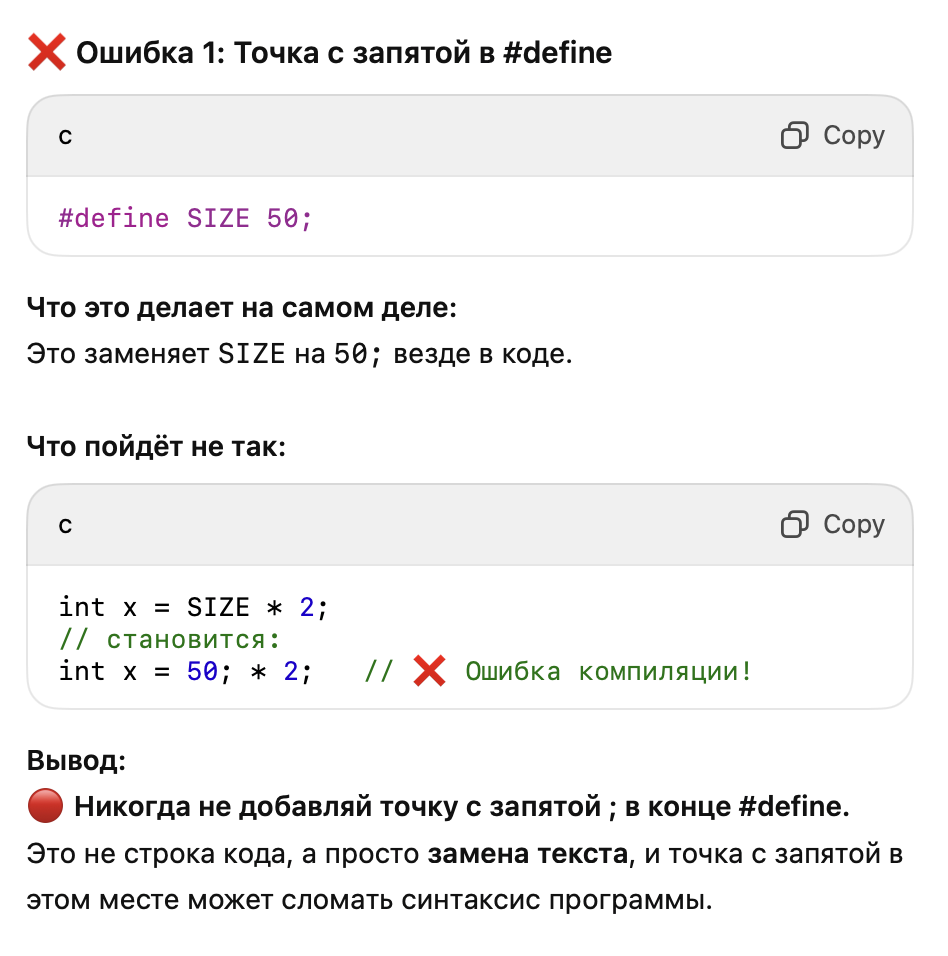 ❌ Ошибка 1: Точка с запятой в #define
c
Copy
#define SIZE 50;
Что это делает на самом деле:
Это заменяет SIZE на 50; везде в коде.
Что пойдёт не так:
c
Copy
int x = SIZE * 2;
// становится:
int x = 50; * 2;   // ❌ Ошибка компиляции!
Вывод:
🔴 Никогда не добавляй точку с запятой ; в конце #define.
Это не строка кода, а просто замена текста, и точка с запятой в
этом месте может сломать синтаксис программы.